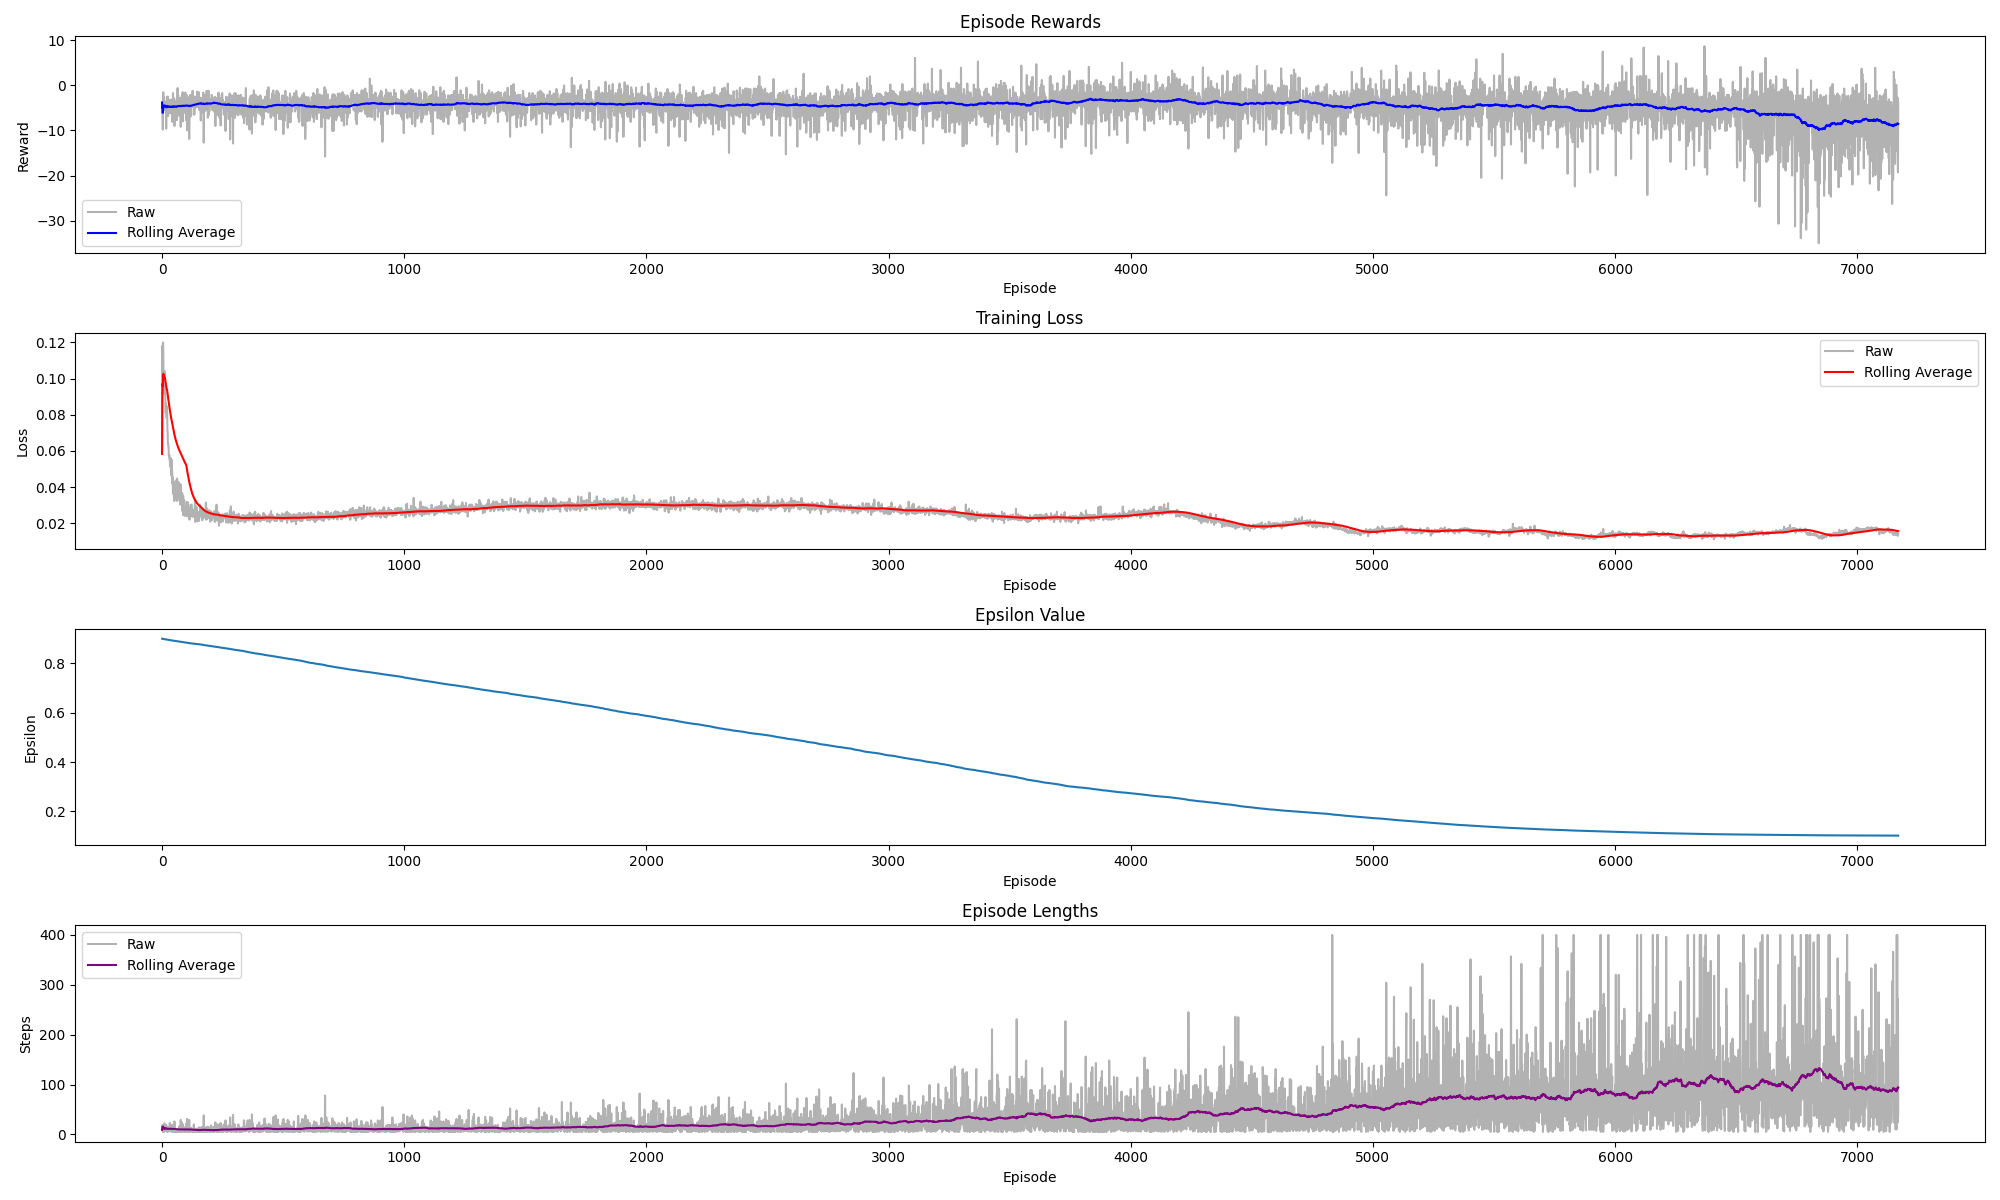 Episode Rewards
10
0
−10
−20
−30
Reward
Raw
Rolling Average
0 1000 2000 3000 4000 5000 6000 7000
Episode
Training Loss
0.12
0.10
0.08
0.06
0.04
0.02
Loss
Raw
Rolling Average
0 1000 2000 3000 4000 5000 6000 7000
Episode
Epsilon Value
0.8
0.6
0.4
0.2
Epsilon
0 1000 2000 3000 4000 5000 6000 7000
Episode
Episode Lengths
400
300
200
100
0
Steps
Raw
Rolling Average
0 1000 2000 3000 4000 5000 6000 7000
Episode